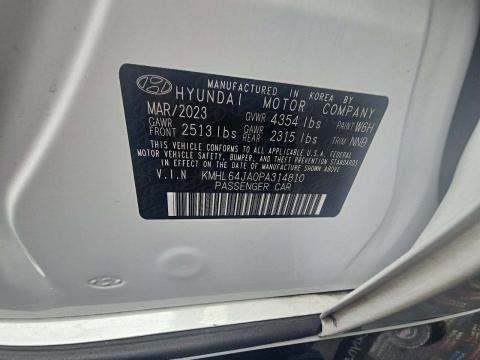 MANUFACTURED IN KOREA BY
HYUNDAI MOTOR COMPANY
MAR/2023 GVWR 4354 lbs PAINT W6H
GAWR FRONT 2513 lbs GAWR REAR 2315 lbs TRIM NNB
THIS VEHICLE CONFORMS TO ALL APPLICABLE U.S.A. FEDERAL
MOTOR VEHICLE SAFETY, BUMPER, AND THEFT PREVENTION STANDARDS
IN EFFECT ON THE DATE OF MANUFACTURE SHOWN ABOVE
V.I.N KMHL64JA0PA314810
PASSENGER CAR